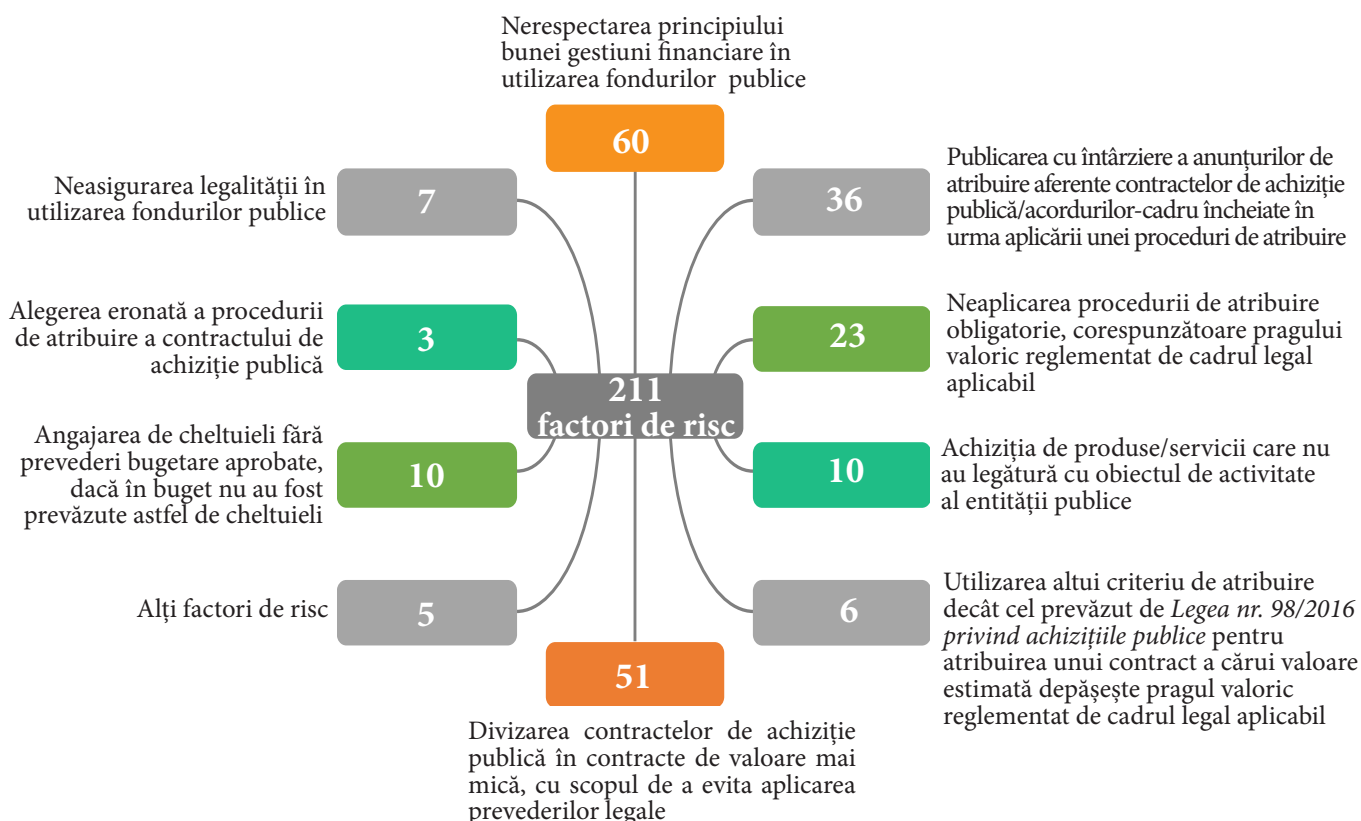 Nerespectarea principiului
bunei gestiuni financiare în
utilizarea fondurilor publice
60
Neasigurarea legalității în
utilizarea fondurilor publice
7
36
Publicarea cu întârziere a anunțurilor de
atribuire aferente contractelor de achiziție
publică/acordurilor-cadru încheiate în
urma aplicării unei proceduri de atribuire
Alegerea eronată a procedurii
de atribuire a contractului de
achiziție publică
3
23
Neaplicarea procedurii de atribuire
obligatorie, corespunzătoare pragului
valoric reglementat de cadrul legal
aplicabil
211
factori de risc
Angajarea de cheltuieli fără
prevederi bugetare aprobate,
dacă în buget nu au fost
prevăzute astfel de cheltuieli
10
10
Achiziția de produse/servicii care nu
au legătură cu obiectul de activitate
al entității publice
Alți factori de risc
5
6
Utilizarea altui criteriu de atribuire
decât cel prevăzut de Legea nr. 98/2016
privind achizițiile publice pentru
atribuirea unui contract a cărui valoare
estimată depășește pragul valoric
reglementat de cadrul legal aplicabil
51
Divizarea contractelor de achiziție
publică în contracte de valoare mai
mică, cu scopul de a evita aplicarea
prevederilor legale